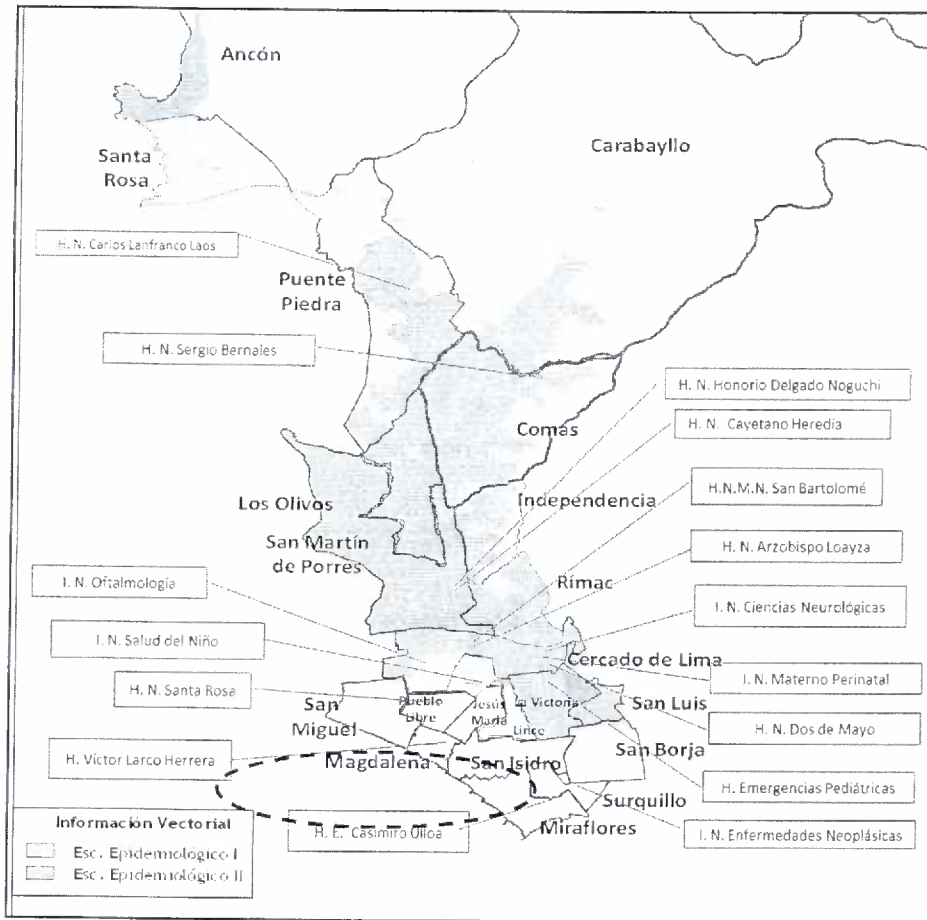 Ancón
Carabayllo
Santa
Rosa
H. N. Carlos Lanfranco Laos
Puente
Piedra
H. N. Sergio Bernales
H. N. Honorio Delgado Noguchi
H. N. Cayetano Heredia
Comas
H.N.M.N. San Bartolomé
Independencia
Los Olivos
San Martín
de Porres
H. N. Arzobispo Loayza
I. N. Oftalmología
Rímac
I. N. Ciencias Neurológicas
I. N. Salud del Niño
Cercado de Lima
I. N. Materno Perinatal
H. N. Santa Rosa
San
Miguel
Pueblo
Libre
Jesús
María
La Victoria
San Luis
Lince
H. N. Dos de Mayo
San Borja
H. Víctor Larco Herrera
Magdalena
San Isidro
H. Emergencias Pediátricas
Surquillo
Miraflores
H. E. Casimiro Ulloa
I. N. Enfermedades Neoplásicas
Información Vectorial
Esc. Epidemiológico I
Esc. Epidemiológico II